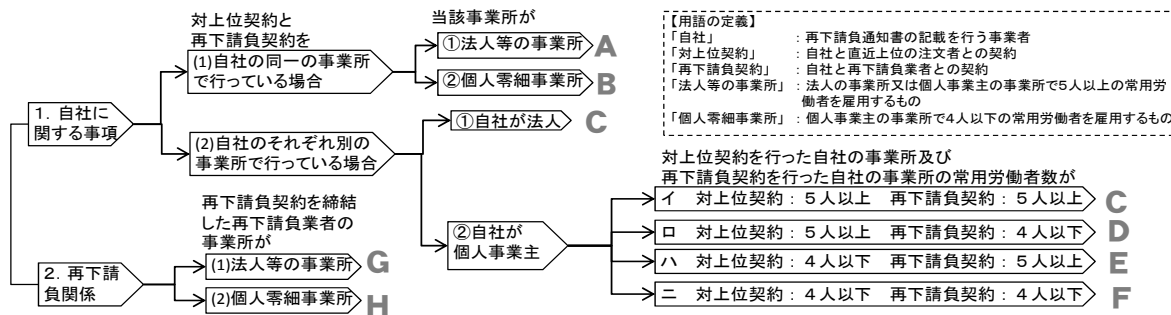 対上位契約と
再下請負契約を
(1)自社の同一の事業所
で行っている場合
当該事業所が
①法人等の事業所
A
②個人零細事業所
B
1．自社に
関する事項
(2)自社のそれぞれ別の
事業所で行っている場合
①自社が法人
C
②自社が
個人事業主
対上位契約を行った自社の事業所及び
再下請負契約を行った自社の事業所の常用労働者数が
イ　対上位契約：５人以上　再下請負契約：５人以上
C
ロ　対上位契約：５人以上　再下請負契約：４人以下
D
ハ　対上位契約：４人以下　再下請負契約：５人以上
E
ニ　対上位契約：４人以下　再下請負契約：４人以下
F
再下請負契約を締結
した再下請負業者の
事業所が
2．再下請
負関係
(1)法人等の事業所
G
(2)個人零細事業所
H
【用語の定義】
「自社」　：再下請負通知書の記載を行う事業者
「対上位契約」　：自社と直近上位の注文者との契約
「再下請負契約」　：自社と再下請負業者との契約
「法人等の事業所」：法人の事業所又は個人事業主の事業所で5人以上の常用労
働者を雇用するもの
「個人零細事業所」：個人事業主の事業所で４人以下の常用労働者を雇用するもの